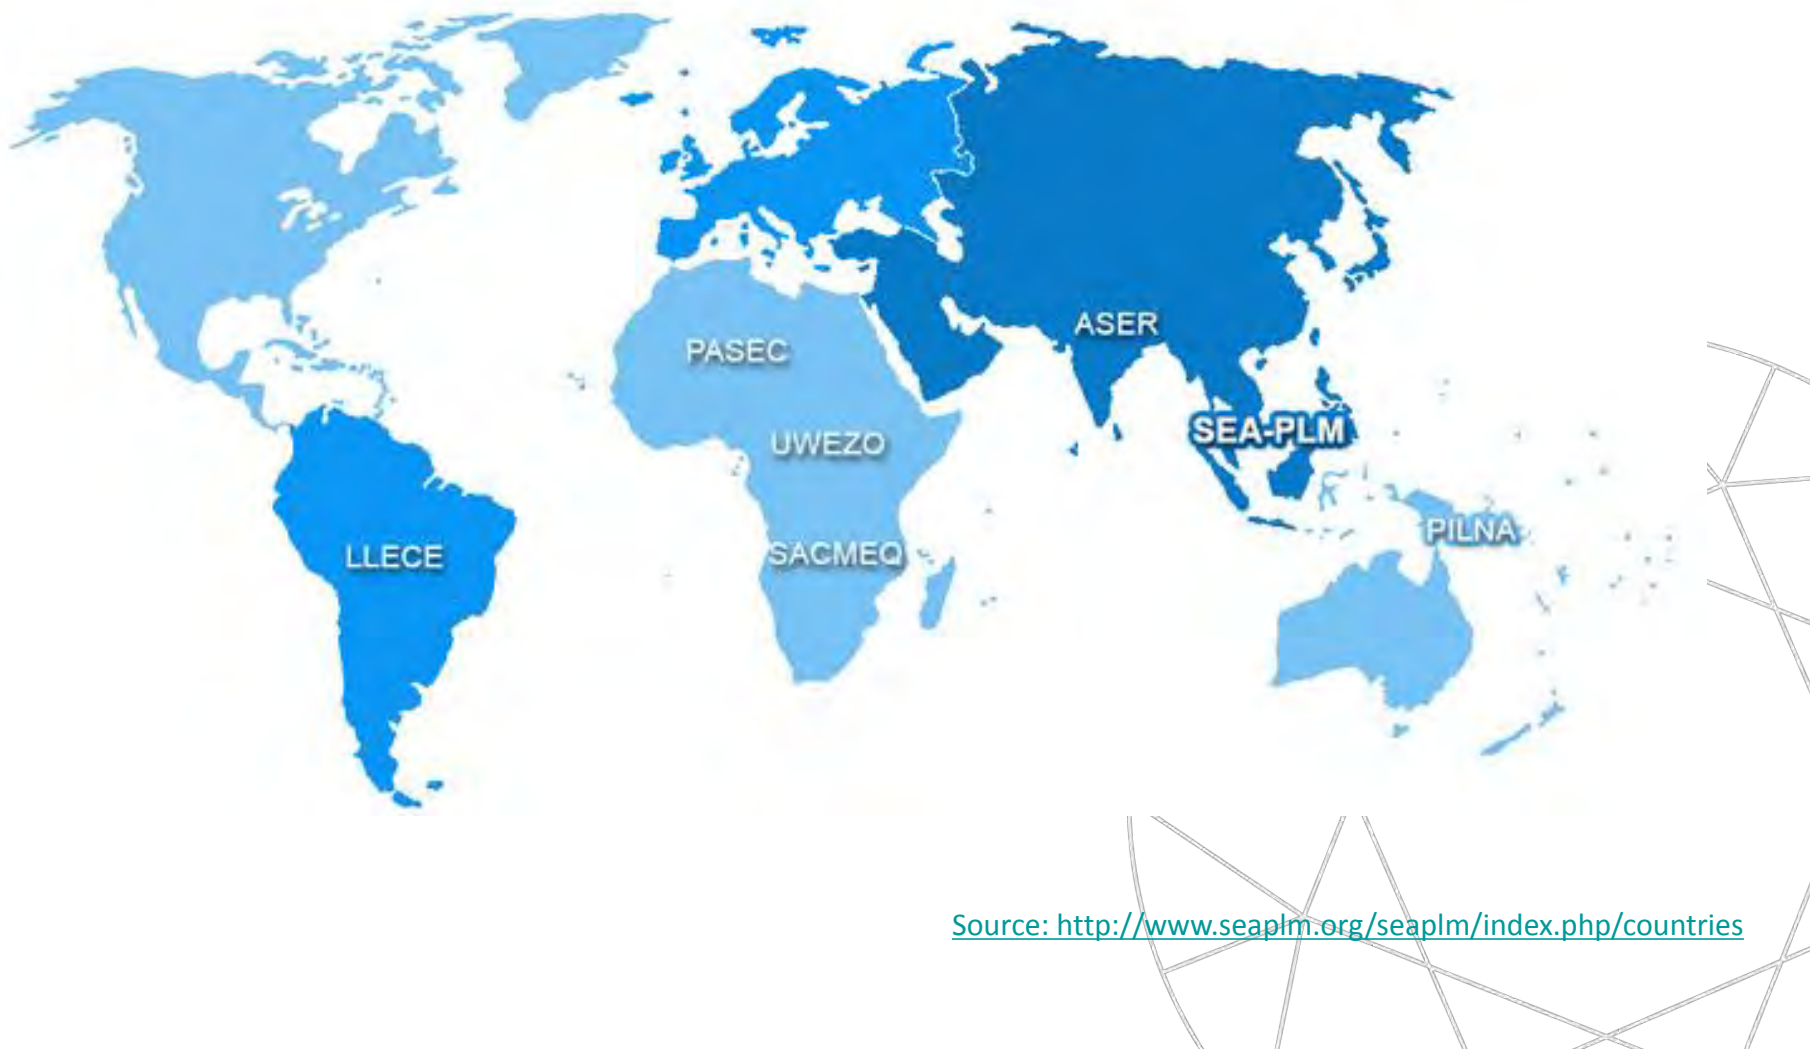 ASER
PASEC
SEA-PLM
UWEZO
PILNA
LLECE
SACMEQ
Source: http://www.seaplm.org/seaplm/index.php/countries